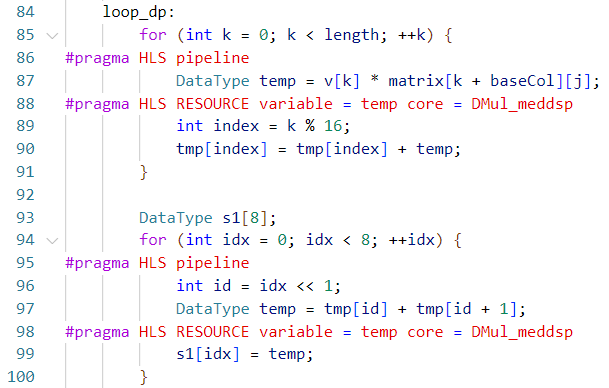 84 loop_dp:
85 for (int k = 0; k < length; ++k) {
86 #pragma HLS pipeline
87 DataType temp = v[k] * matrix[k + baseCol][j];
88 #pragma HLS RESOURCE variable = temp core = DMul_meddsp
89 int index = k % 16;
90 tmp[index] = tmp[index] + temp;
91 }
92
93 DataType s1[8];
94 for (int idx = 0; idx < 8; ++idx) {
95 #pragma HLS pipeline
96 int id = idx << 1;
97 DataType temp = tmp[id] + tmp[id + 1];
98 #pragma HLS RESOURCE variable = temp core = DMul_meddsp
99 s1[idx] = temp;
100 }